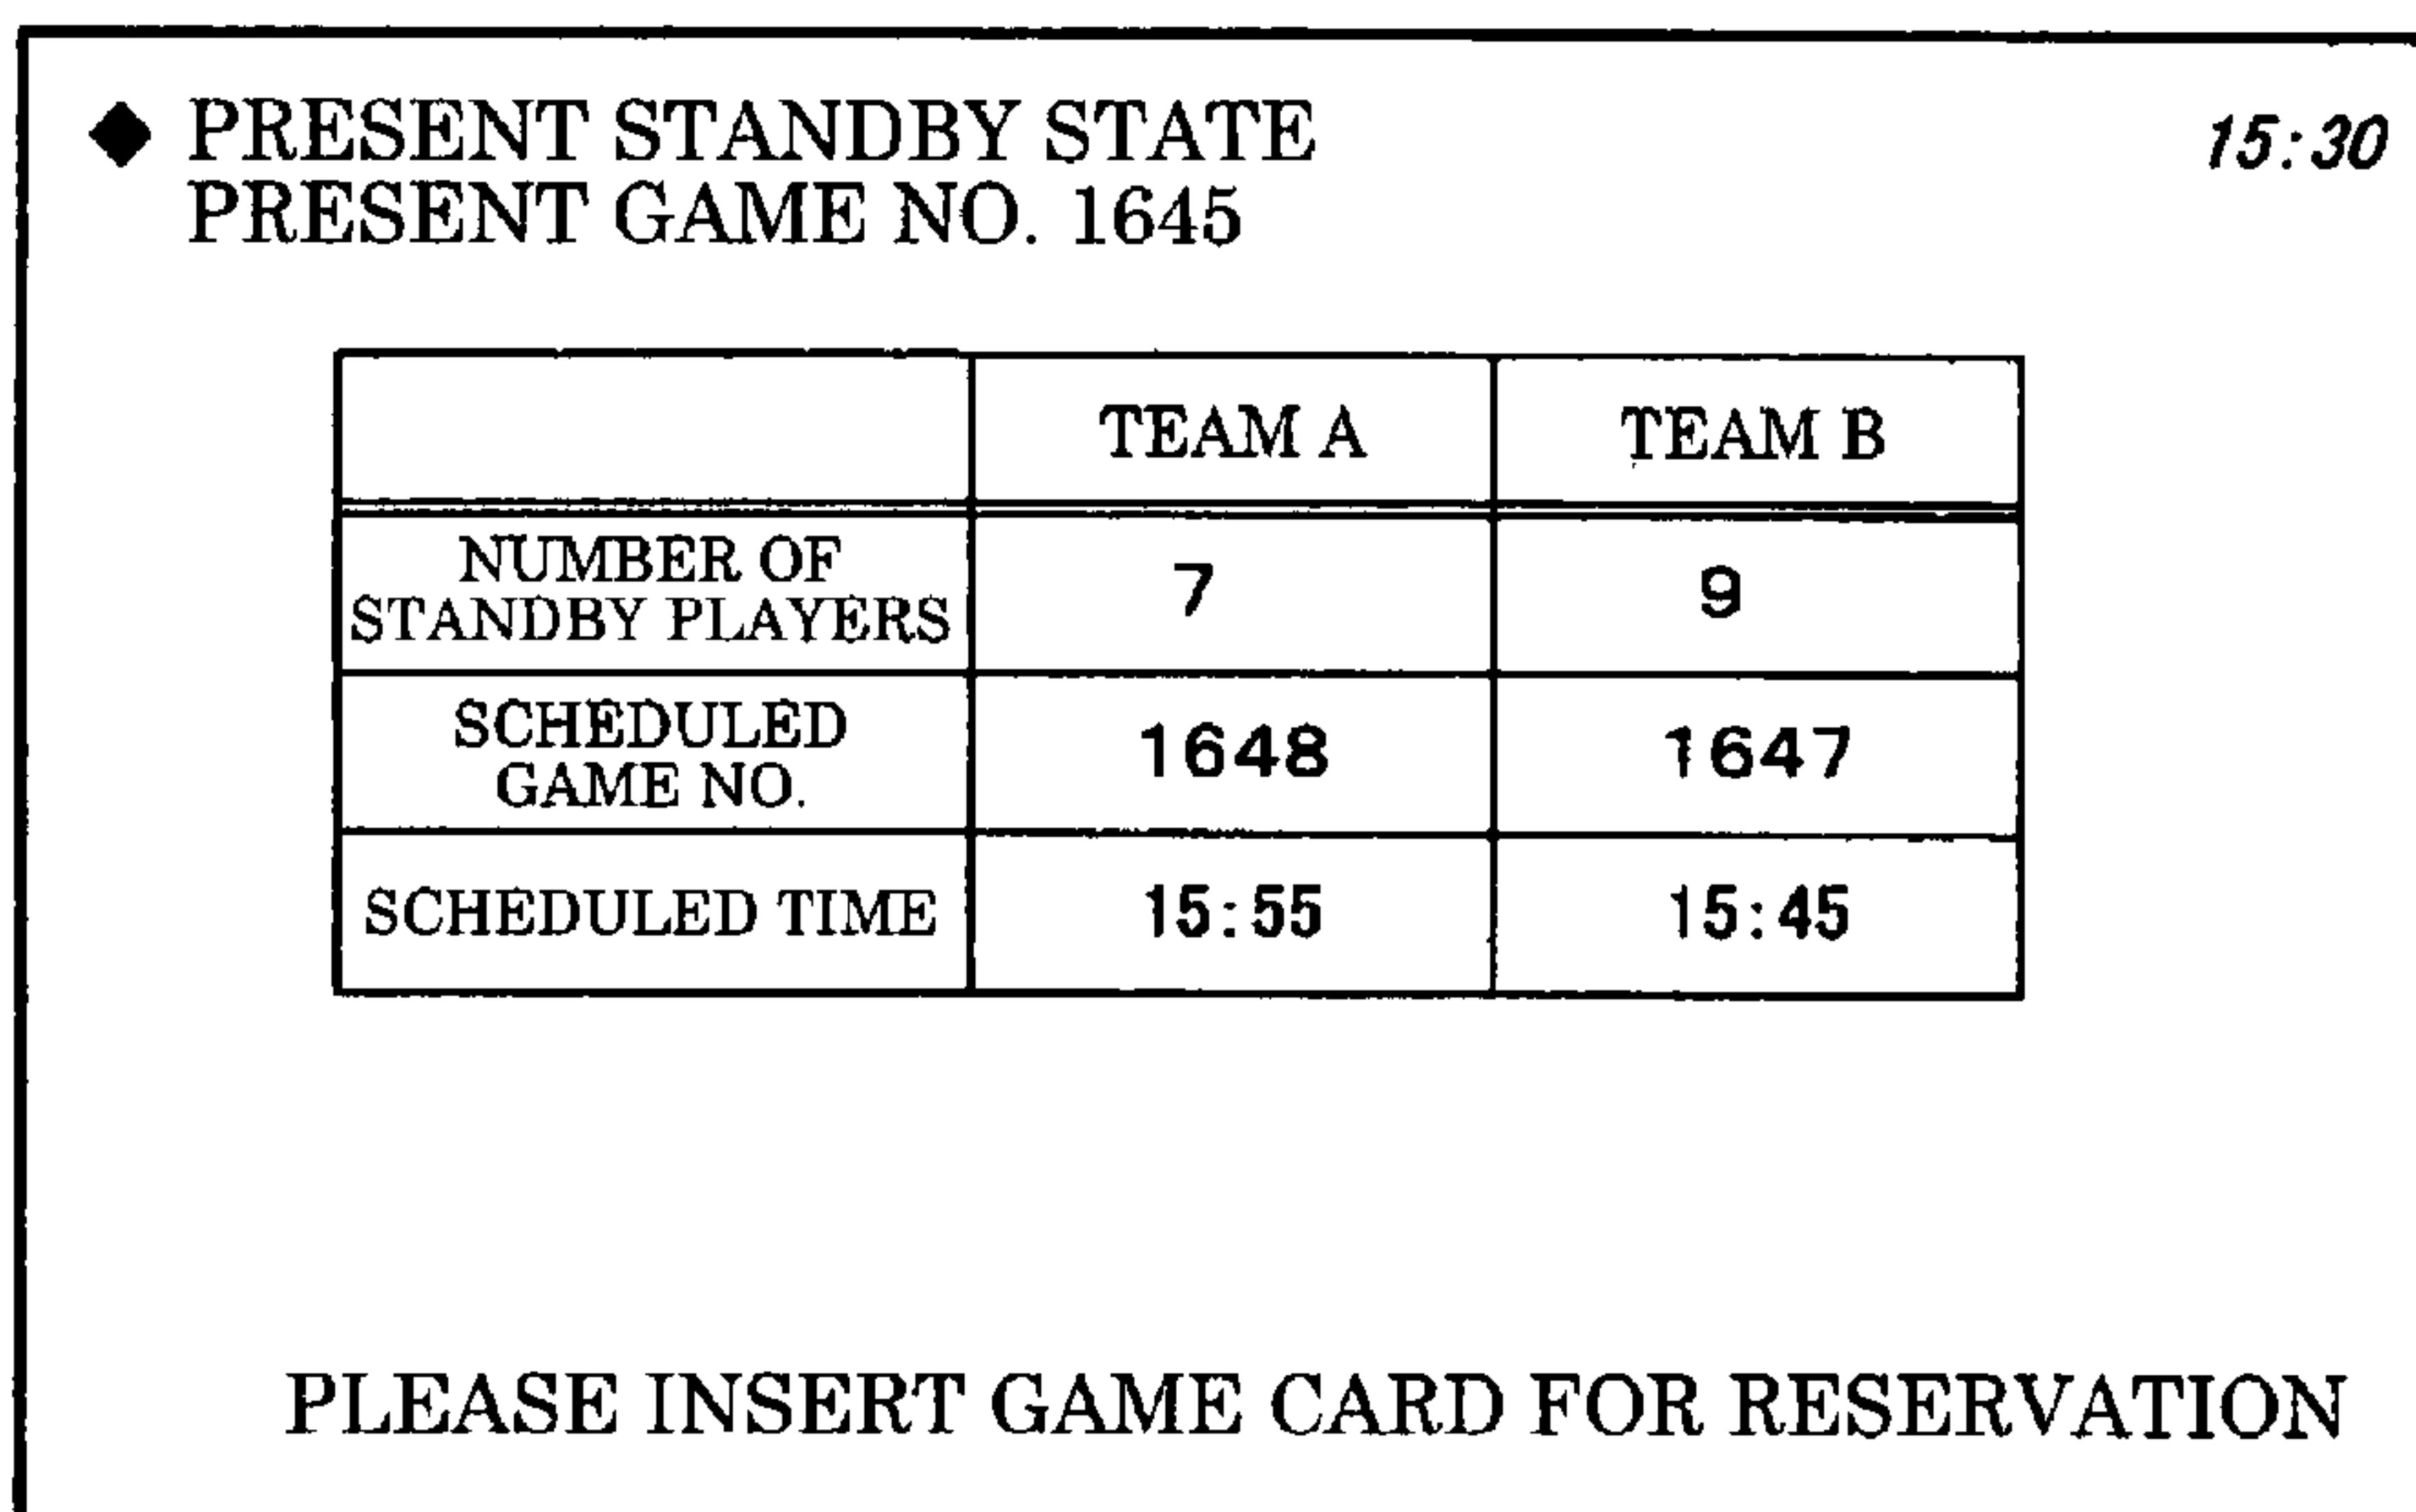 ◆ PRESENT STANDBY STATE 15:30
PRESENT GAME NO. 1645
TEAM A TEAM B
NUMBER OF
STANDBY PLAYERS 7 9
SCHEDULED
GAME NO. 1648 1647
SCHEDULED TIME 15:55 15:45
PLEASE INSERT GAME CARD FOR RESERVATION